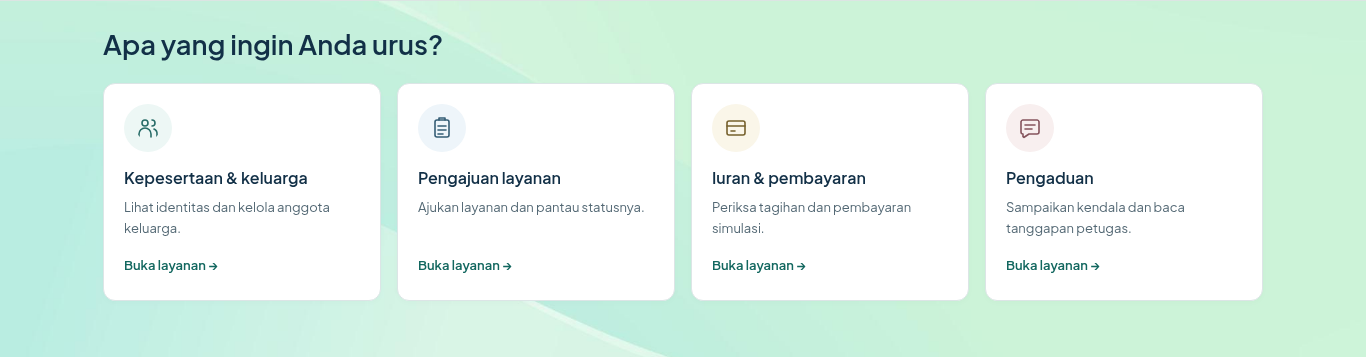 Apa yang ingin Anda urus?
Kepesertaan & keluarga
Lihat identitas dan kelola anggota
keluarga.
Buka layanan →
Pengajuan layanan
Ajukan layanan dan pantau statusnya.
Buka layanan →
Iuran & pembayaran
Periksa tagihan dan pembayaran
simulasi.
Buka layanan →
Pengaduan
Sampaikan kendala dan baca
tanggapan petugas.
Buka layanan →